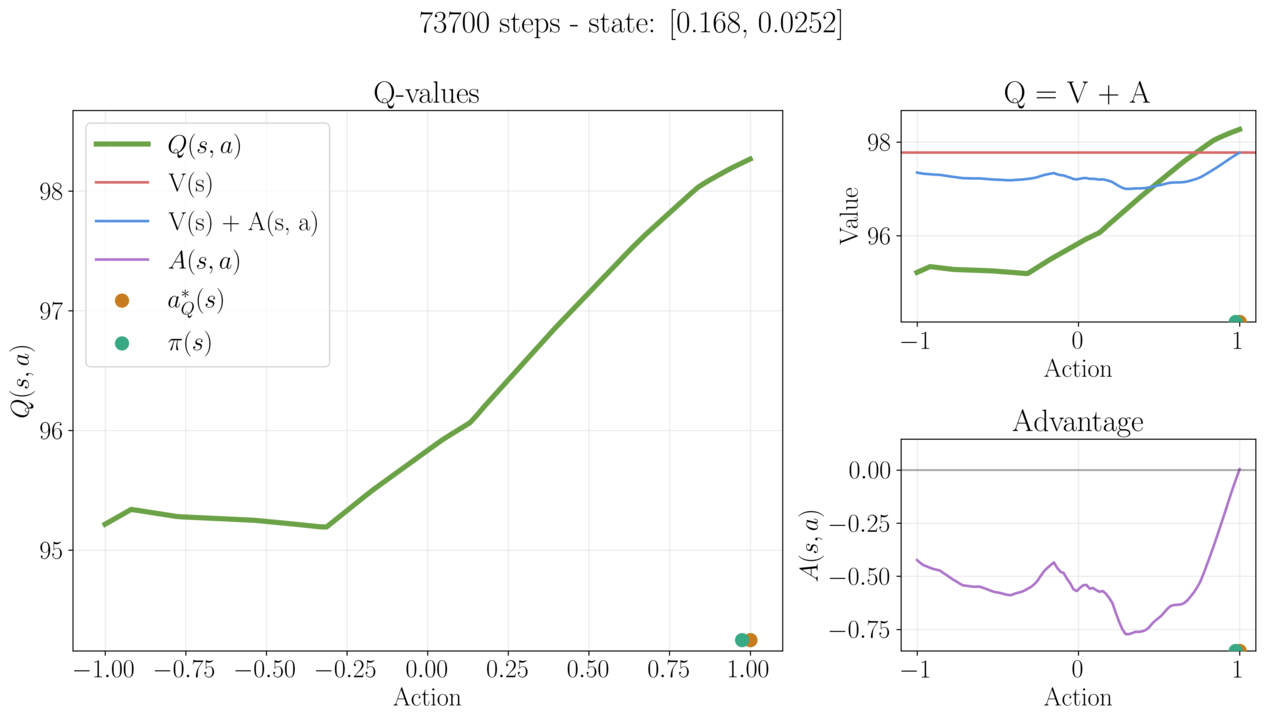 73700 steps - state: [0.168, 0.0252]
Q-values
Q(s, a)
V(s)
V(s) + A(s, a)
A(s, a)
a*_Q(s)
π(s)
98
97
96
95
Q(s, a)
−1.00 −0.75 −0.50 −0.25 0.00 0.25 0.50 0.75 1.00
Action
Q = V + A
98
96
Value
−1 0 1
Action
Advantage
0.00
−0.25
−0.50
−0.75
A(s, a)
−1 0 1
Action